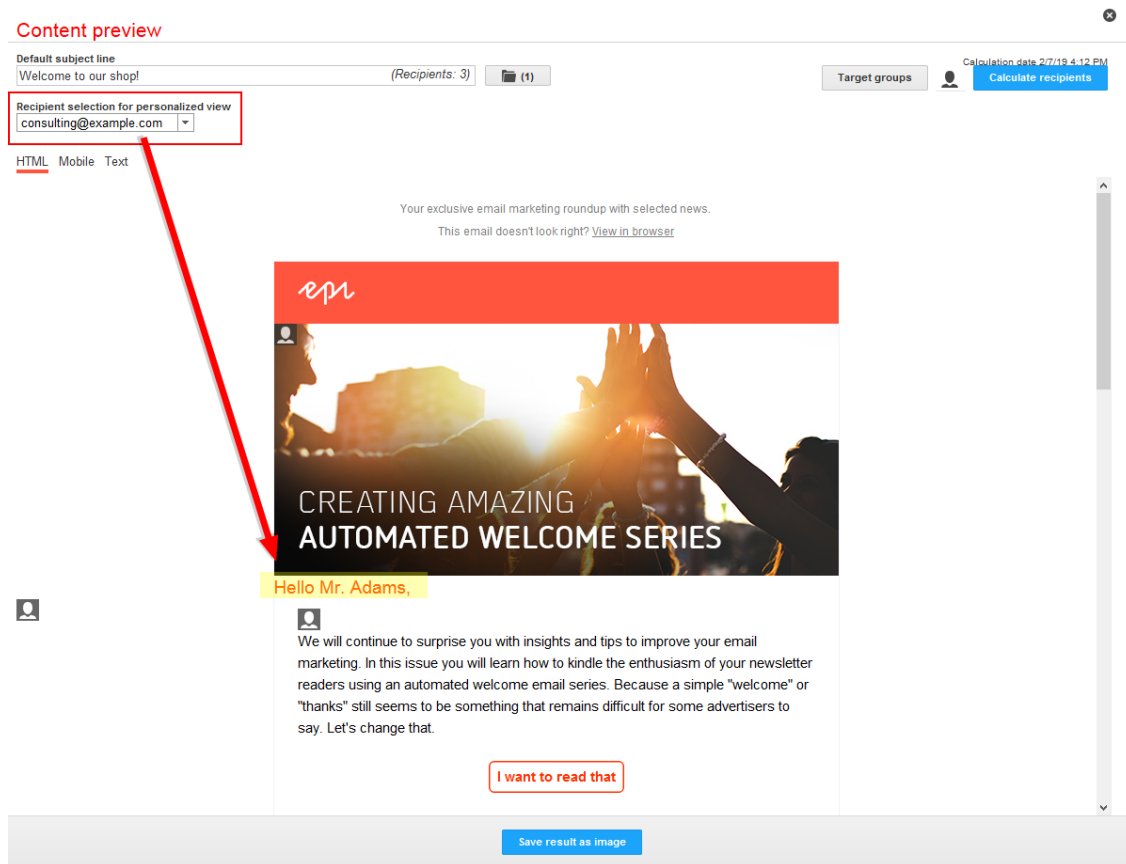 Content preview
Default subject line
Welcome to our shop!
(Recipients: 3)
(1)
Target groups
Calculation date 2/7/19 4:12 PM
Calculate recipients
Recipient selection for personalized view
consulting@example.com
HTML Mobile Text
Your exclusive email marketing roundup with selected news.
This email doesn't look right? View in browser
epi
CREATING AMAZING
AUTOMATED WELCOME SERIES
Hello Mr. Adams,
We will continue to surprise you with insights and tips to improve your email
marketing. In this issue you will learn how to kindle the enthusiasm of your newsletter
readers using an automated welcome email series. Because a simple "welcome" or
"thanks" still seems to be something that remains difficult for some advertisers to
say. Let's change that.
I want to read that
Save result as image